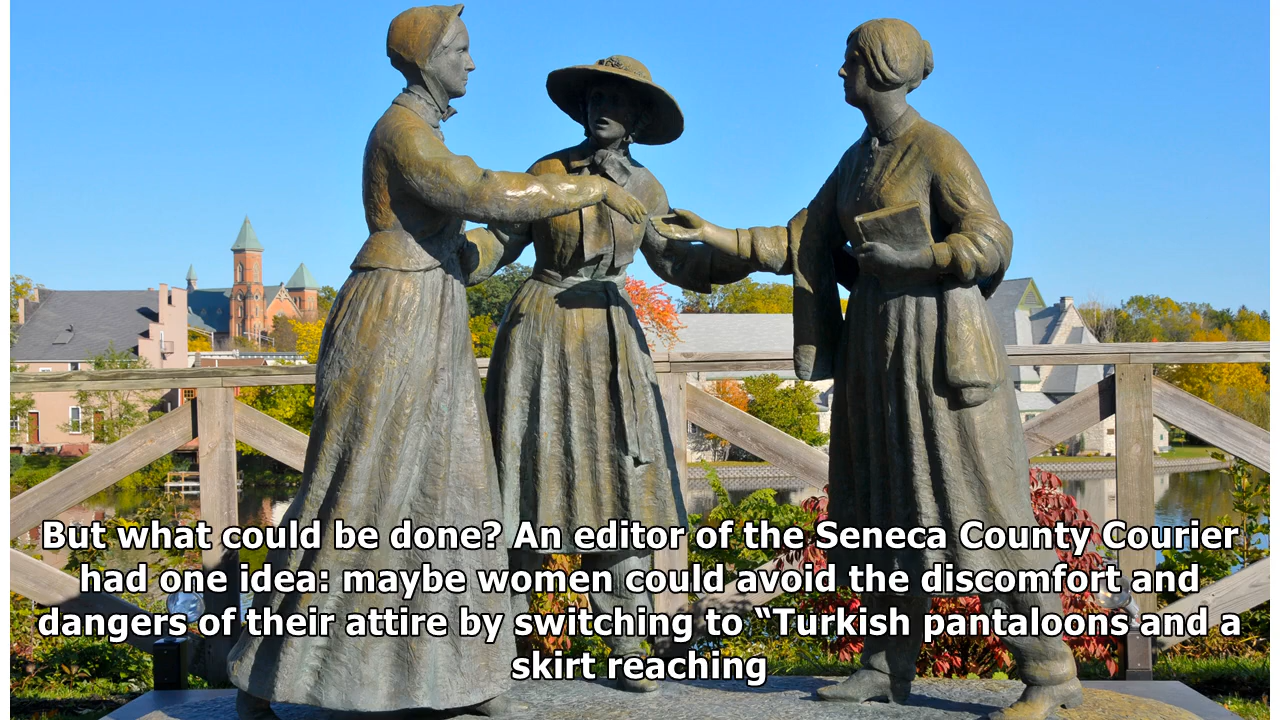 But what could be done? An editor of the Seneca County Courier
had one idea: maybe women could avoid the discomfort and
dangers of their attire by switching to “Turkish pantaloons and a
skirt reaching